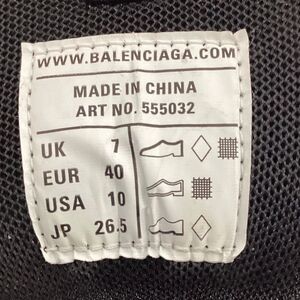 WWW.BALENCIAGA.COM
MADE IN CHINA
ART NO. 555032
UK 7
EUR 40
USA 10
JP 26.5